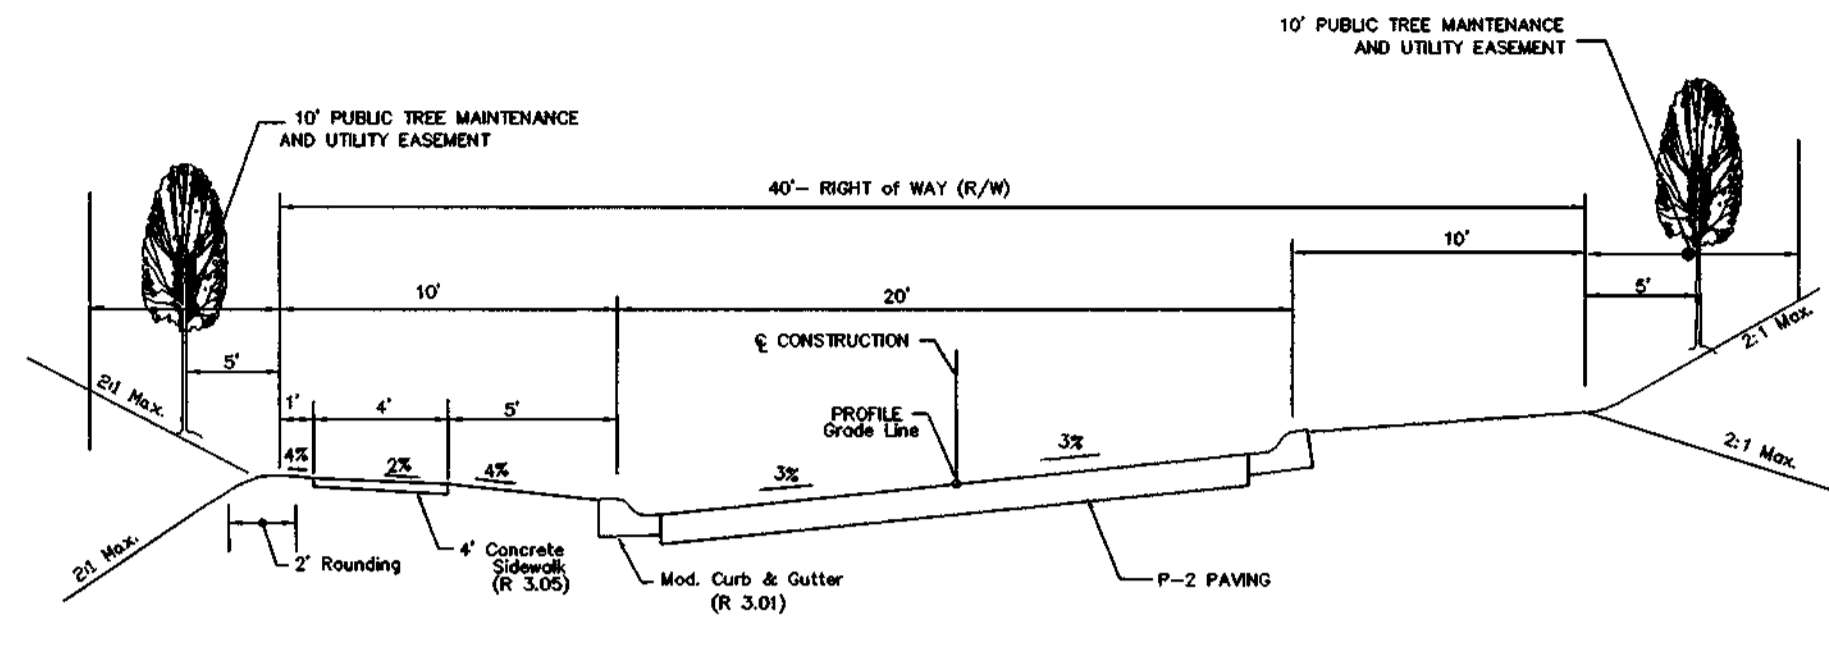 10' PUBLIC TREE MAINTENANCE
AND UTILITY EASEMENT
10' PUBLIC TREE MAINTENANCE
AND UTILITY EASEMENT
40'- RIGHT of WAY (R/W)
10'
10'
20'
5'
℄ CONSTRUCTION
5'
2:1 Max.
2:1 Max.
1'
4'
5'
PROFILE
Grade Line
4%
2%
4%
3%
3%
2:1 Max.
2:1 Max.
2' Rounding
4' Concrete
Sidewalk
(R 3.05)
Mod. Curb & Gutter
(R 3.01)
P-2 PAVING